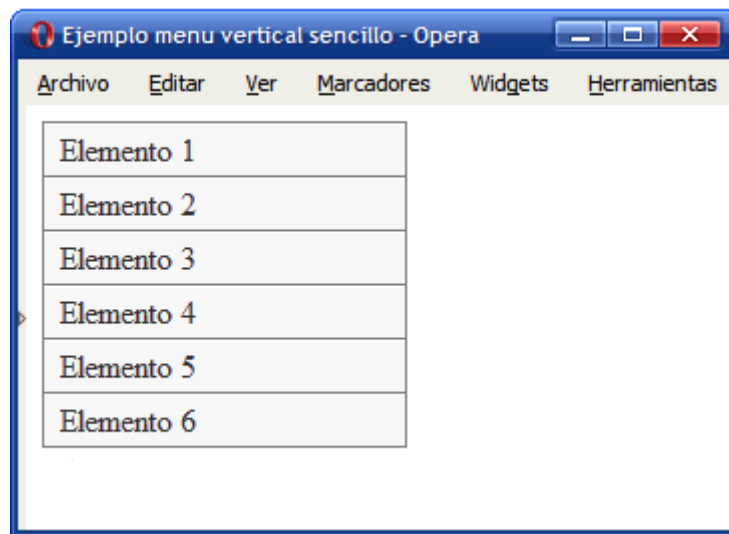 Ejemplo menu vertical sencillo - Opera
Archivo Editar Ver Marcadores Widgets Herramientas
Elemento 1
Elemento 2
Elemento 3
Elemento 4
Elemento 5
Elemento 6